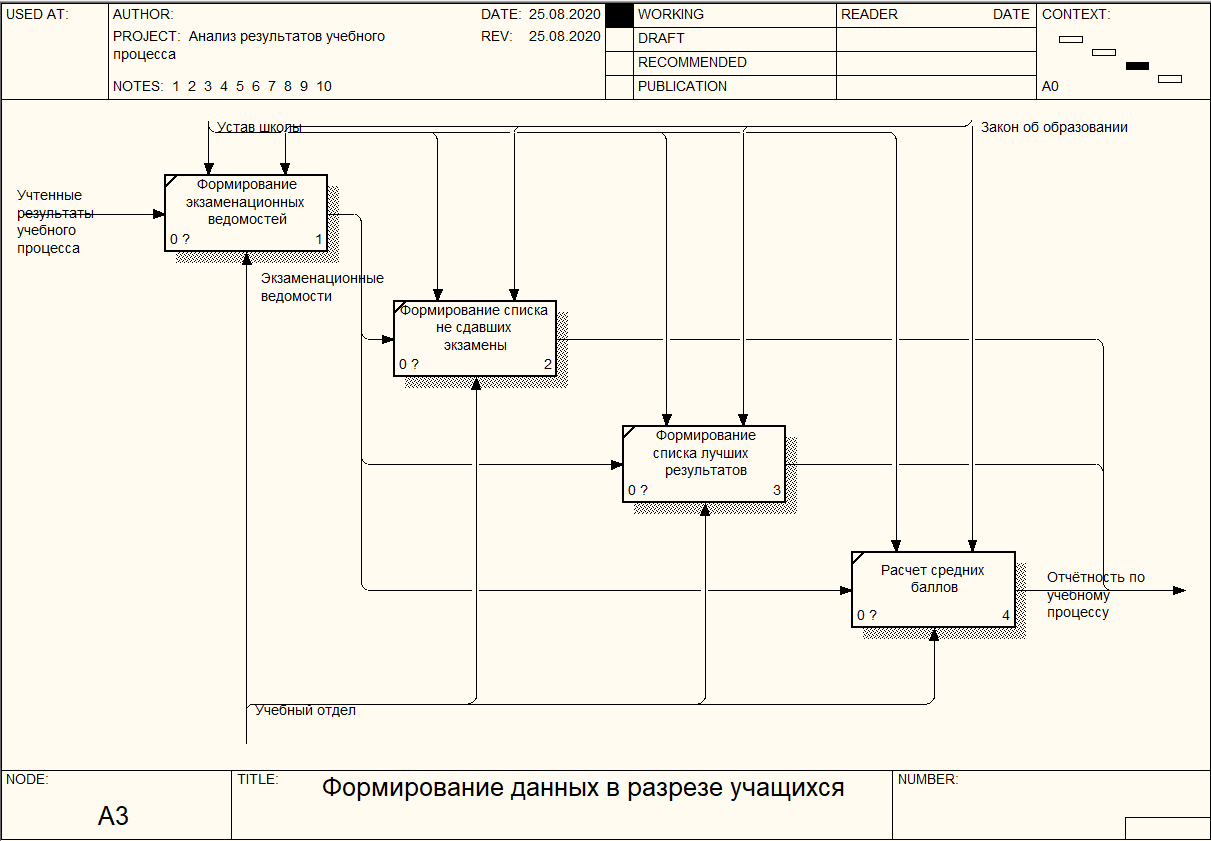 USED AT:
AUTHOR:
DATE: 25.08.2020
PROJECT: Анализ результатов учебного
процесса
REV: 25.08.2020
NOTES: 1 2 3 4 5 6 7 8 9 10
WORKING
DRAFT
RECOMMENDED
PUBLICATION
READER
DATE
CONTEXT:
A0
Устав школы
Закон об образовании
Учтенные
результаты
учебного
процесса
Формирование
экзаменационных
ведомостей
0 ? 1
Экзаменационные
ведомости
Формирование списка
не сдавших
экзамены
0 ? 2
Формирование
списка лучших
результатов
0 ? 3
Расчет средних
баллов
0 ? 4
Отчётность по
учебному
процессу
Учебный отдел
NODE:
A3
TITLE:
Формирование данных в разрезе учащихся
NUMBER: